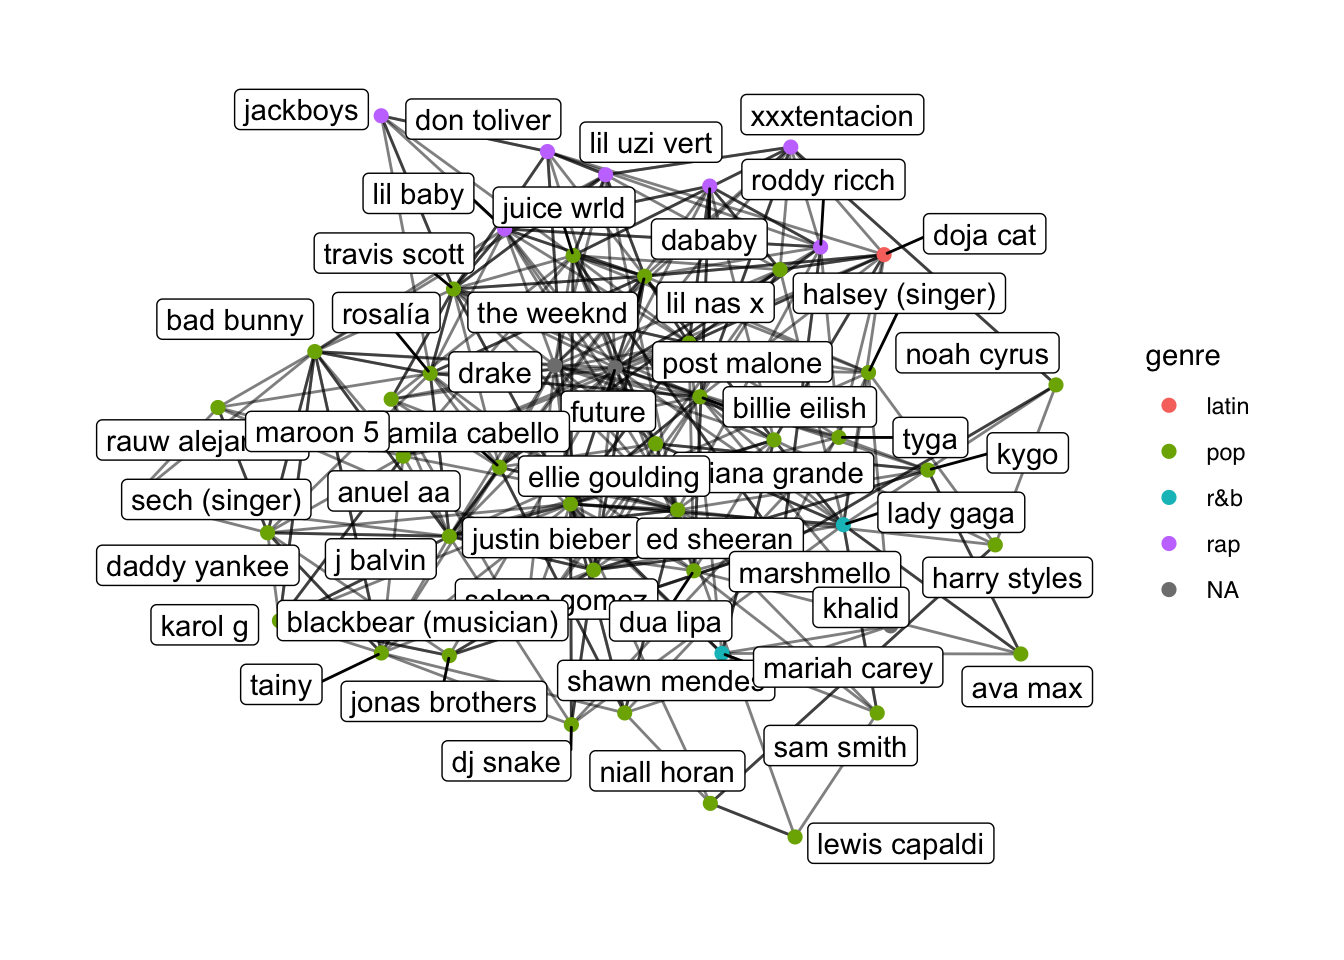 jackboys
don toliver
xxxtentacion
lil uzi vert
roddy ricch
lil baby
juice wrld
dababy
doja cat
travis scott
halsey (singer)
lil nas x
the weeknd
rosalía
bad bunny
noah cyrus
post malone
drake
billie eilish
future
maroon 5
amila cabello
rauw alejar
tyga
kygo
ellie goulding
iana grande
anuel aa
sech (singer)
lady gaga
justin bieber
ed sheeran
j balvin
daddy yankee
marshmello
harry styles
selena gomez
khalid
blackbear (musician)
dua lipa
karol g
mariah carey
shawn mendes
tainy
ava max
jonas brothers
sam smith
dj snake
niall horan
lewis capaldi
genre
latin
pop
r&b
rap
NA